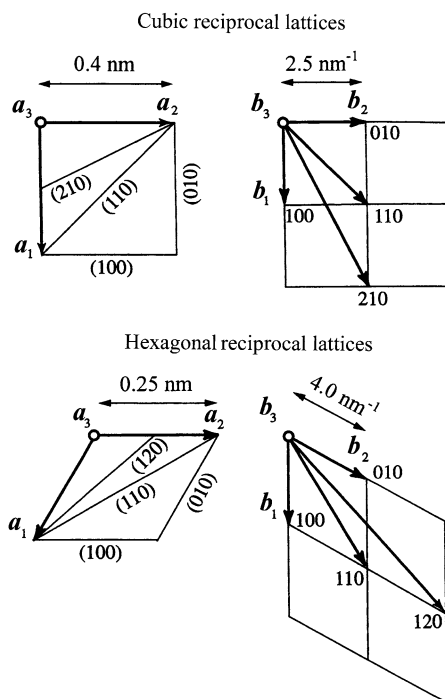 Cubic reciprocal lattices
0.4 nm
a₃
a₂
(210)
(110)
(010)
a₁
(100)
2.5 nm⁻¹
b₃
b₂
010
b₁
100
110
210
Hexagonal reciprocal lattices
0.25 nm
a₃
a₂
(120)
(110)
(010)
a₁
(100)
4.0 nm⁻¹
b₃
b₂
010
b₁
100
110
120